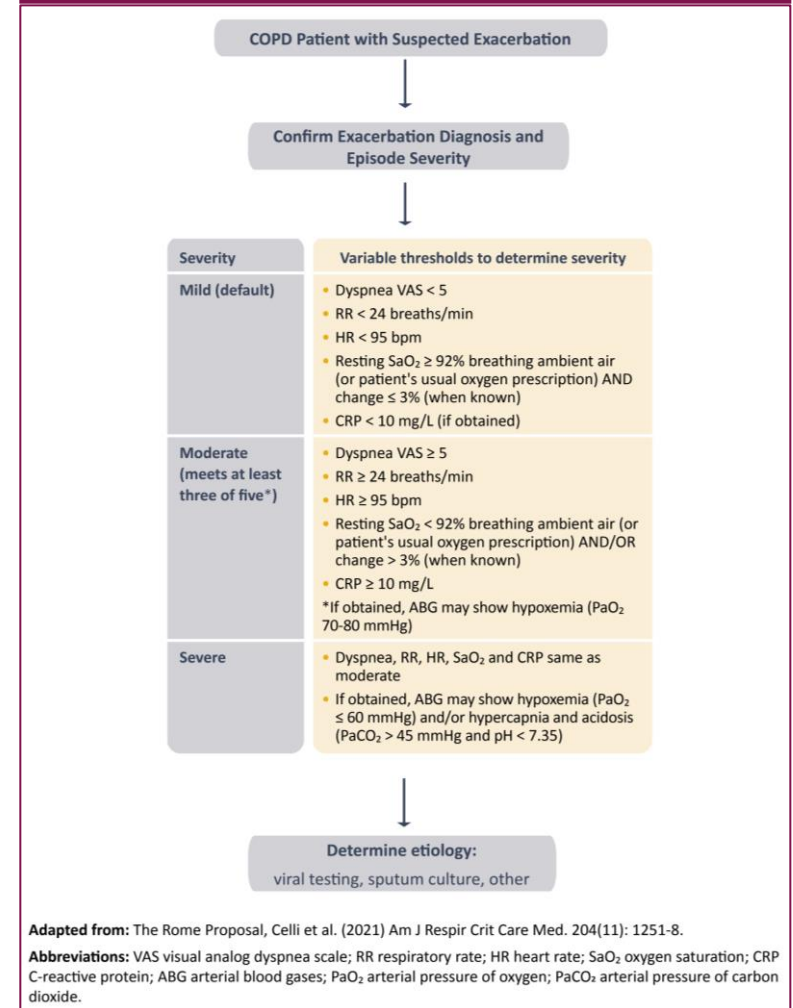 COPD Patient with Suspected Exacerbation
Confirm Exacerbation Diagnosis and
Episode Severity
Severity
Variable thresholds to determine severity
Mild (default)
• Dyspnea VAS < 5
• RR < 24 breaths/min
• HR < 95 bpm
• Resting SaO₂ ≥ 92% breathing ambient air
(or patient's usual oxygen prescription) AND
change ≤ 3% (when known)
• CRP < 10 mg/L (if obtained)
Moderate
(meets at least
three of five*)
• Dyspnea VAS ≥ 5
• RR ≥ 24 breaths/min
• HR ≥ 95 bpm
• Resting SaO₂ < 92% breathing ambient air (or
patient's usual oxygen prescription) AND/OR
change > 3% (when known)
• CRP ≥ 10 mg/L
*If obtained, ABG may show hypoxemia (PaO₂
70-80 mmHg)
Severe
• Dyspnea, RR, HR, SaO₂ and CRP same as
moderate
• If obtained, ABG may show hypoxemia (PaO₂
≤ 60 mmHg) and/or hypercapnia and acidosis
(PaCO₂ > 45 mmHg and pH < 7.35)
Determine etiology:
viral testing, sputum culture, other
Adapted from: The Rome Proposal, Celli et al. (2021) Am J Respir Crit Care Med. 204(11): 1251-8.
Abbreviations: VAS visual analog dyspnea scale; RR respiratory rate; HR heart rate; SaO₂ oxygen saturation; CRP
C-reactive protein; ABG arterial blood gases; PaO₂ arterial pressure of oxygen; PaCO₂ arterial pressure of carbon
dioxide.